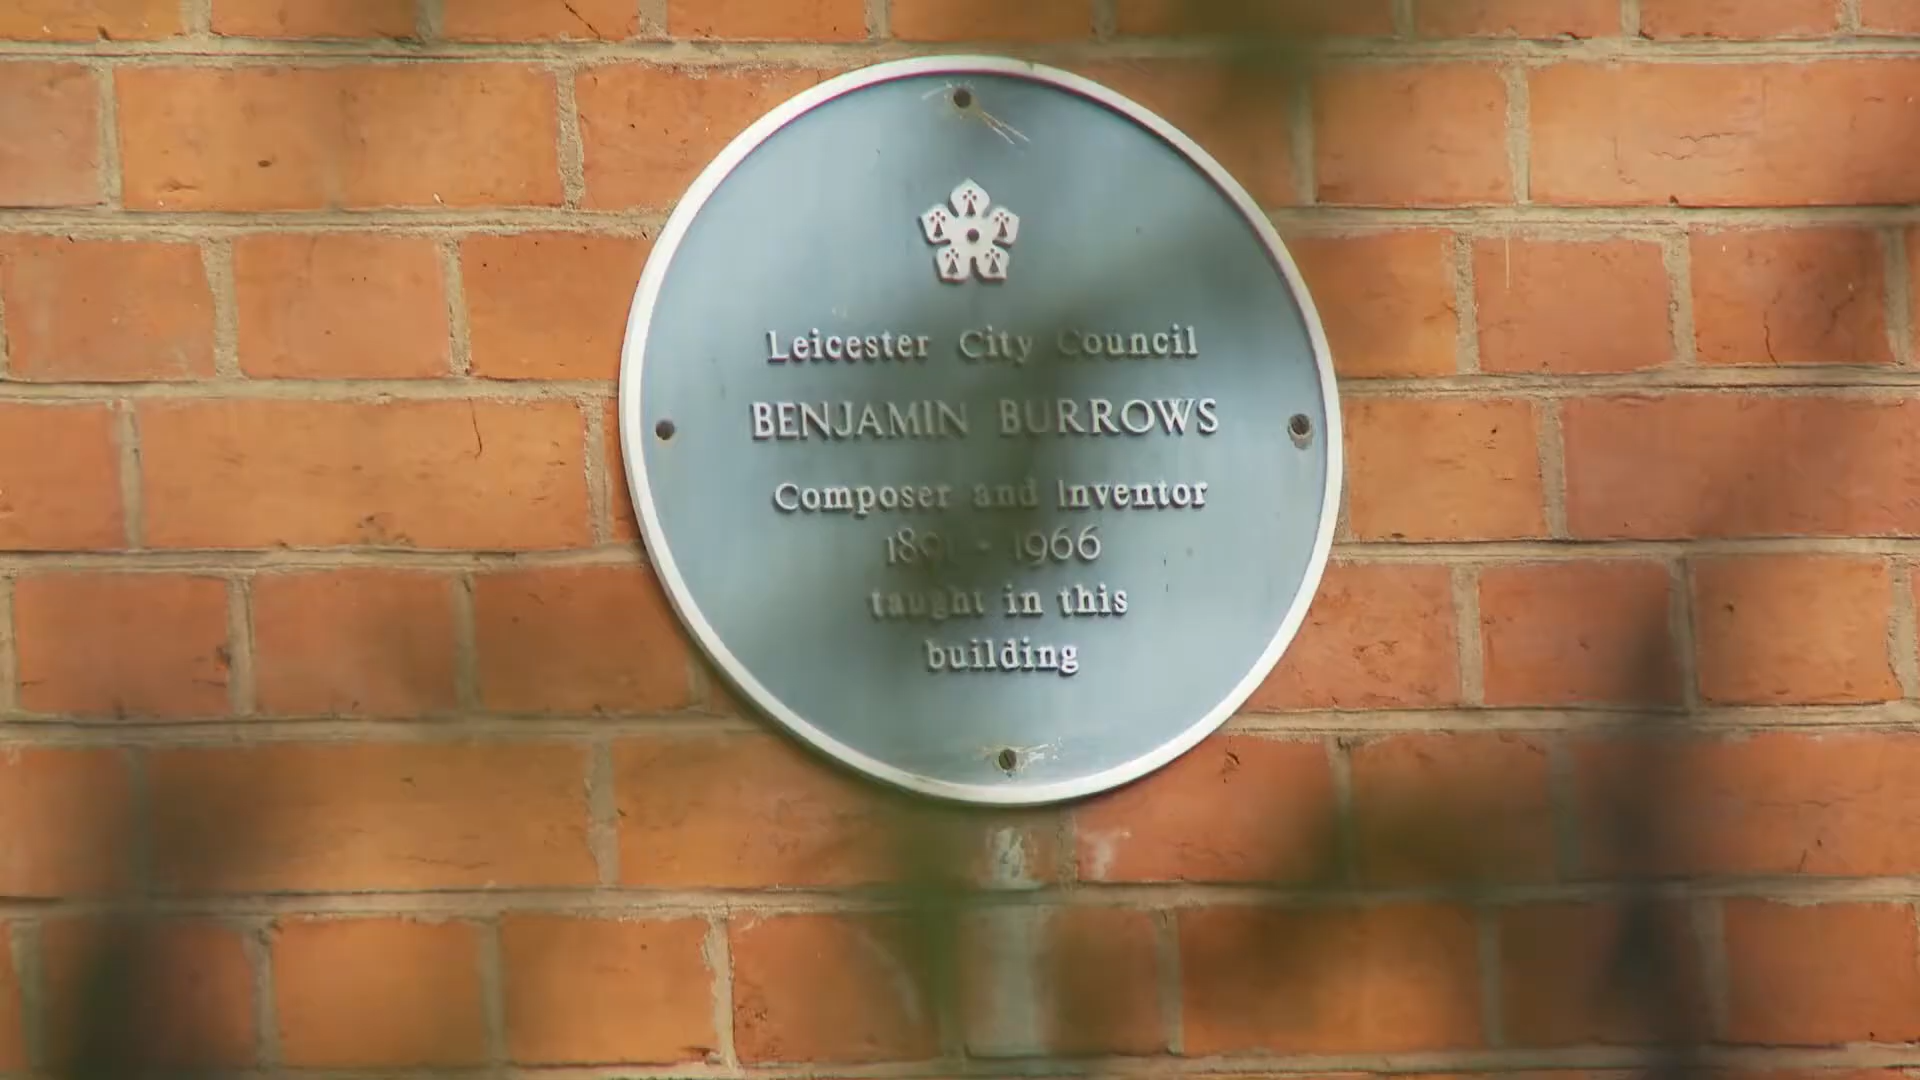 Leicester City Council
BENJAMIN BURROWS
Composer and Inventor
1891 - 1966
taught in this
building